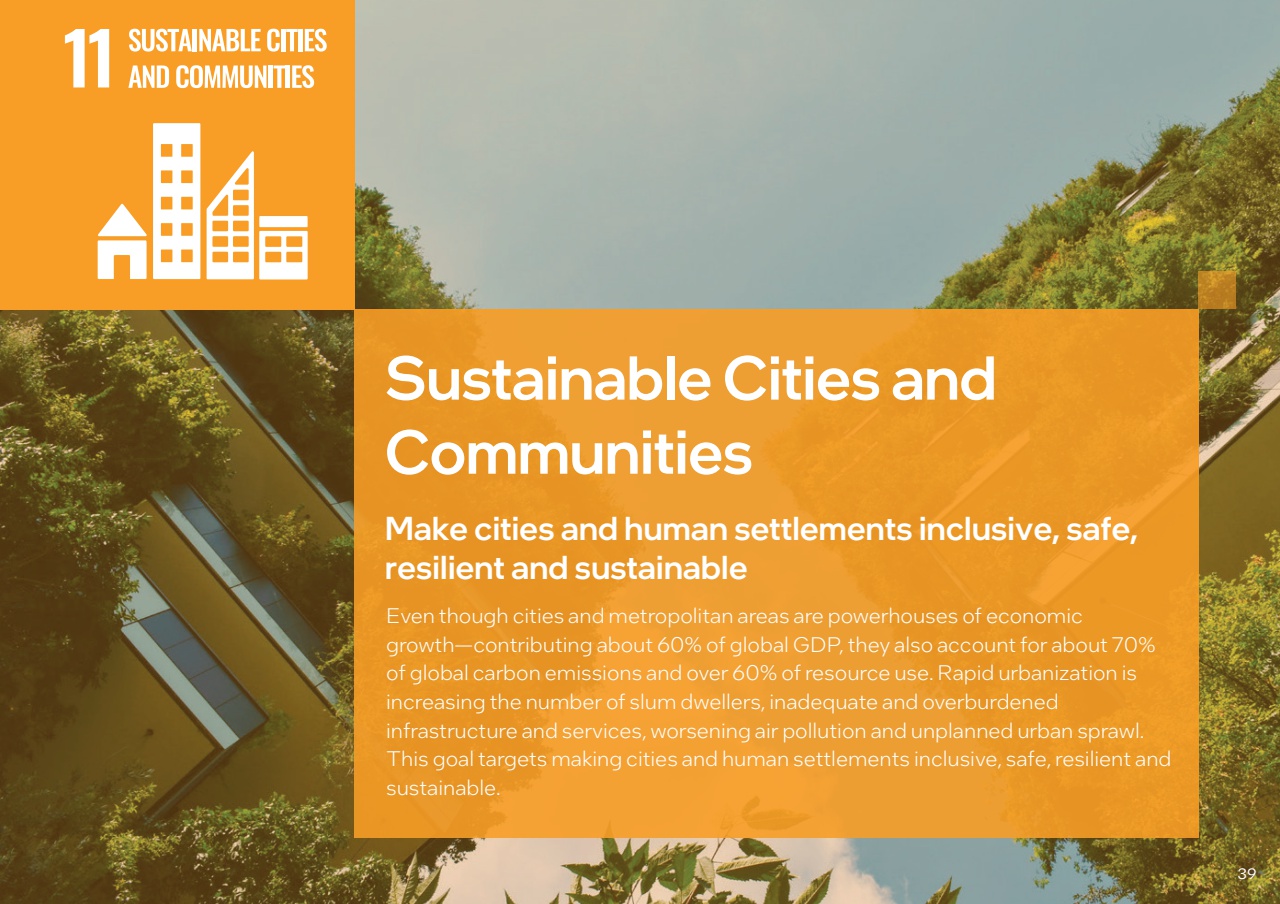 11 SUSTAINABLE CITIES
AND COMMUNITIES
Sustainable Cities and
Communities
Make cities and human settlements inclusive, safe,
resilient and sustainable
Even though cities and metropolitan areas are powerhouses of economic
growth—contributing about 60% of global GDP, they also account for about 70%
of global carbon emissions and over 60% of resource use. Rapid urbanization is
increasing the number of slum dwellers, inadequate and overburdened
infrastructure and services, worsening air pollution and unplanned urban sprawl.
This goal targets making cities and human settlements inclusive, safe, resilient and
sustainable.
39